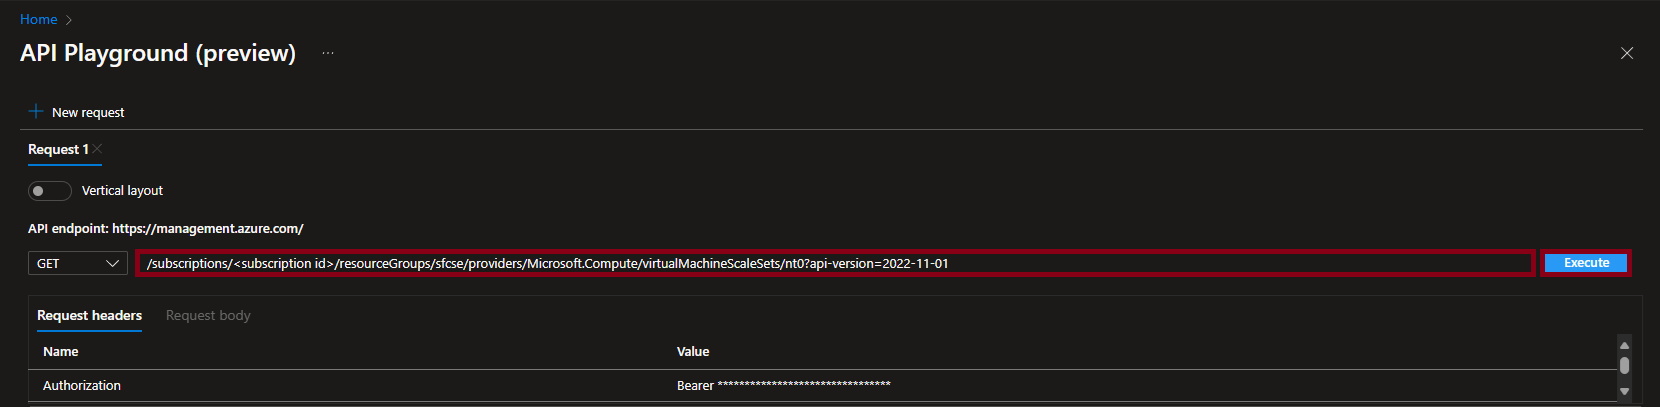 Home >
API Playground (preview) ...
+ New request
Request 1
Vertical layout
API endpoint: https://management.azure.com/
GET /subscriptions/<subscription id>/resourceGroups/sfcse/providers/Microsoft.Compute/virtualMachineScaleSets/nt0?api-version=2022-11-01 Execute
Request headers Request body
Name Value
Authorization Bearer ********************************